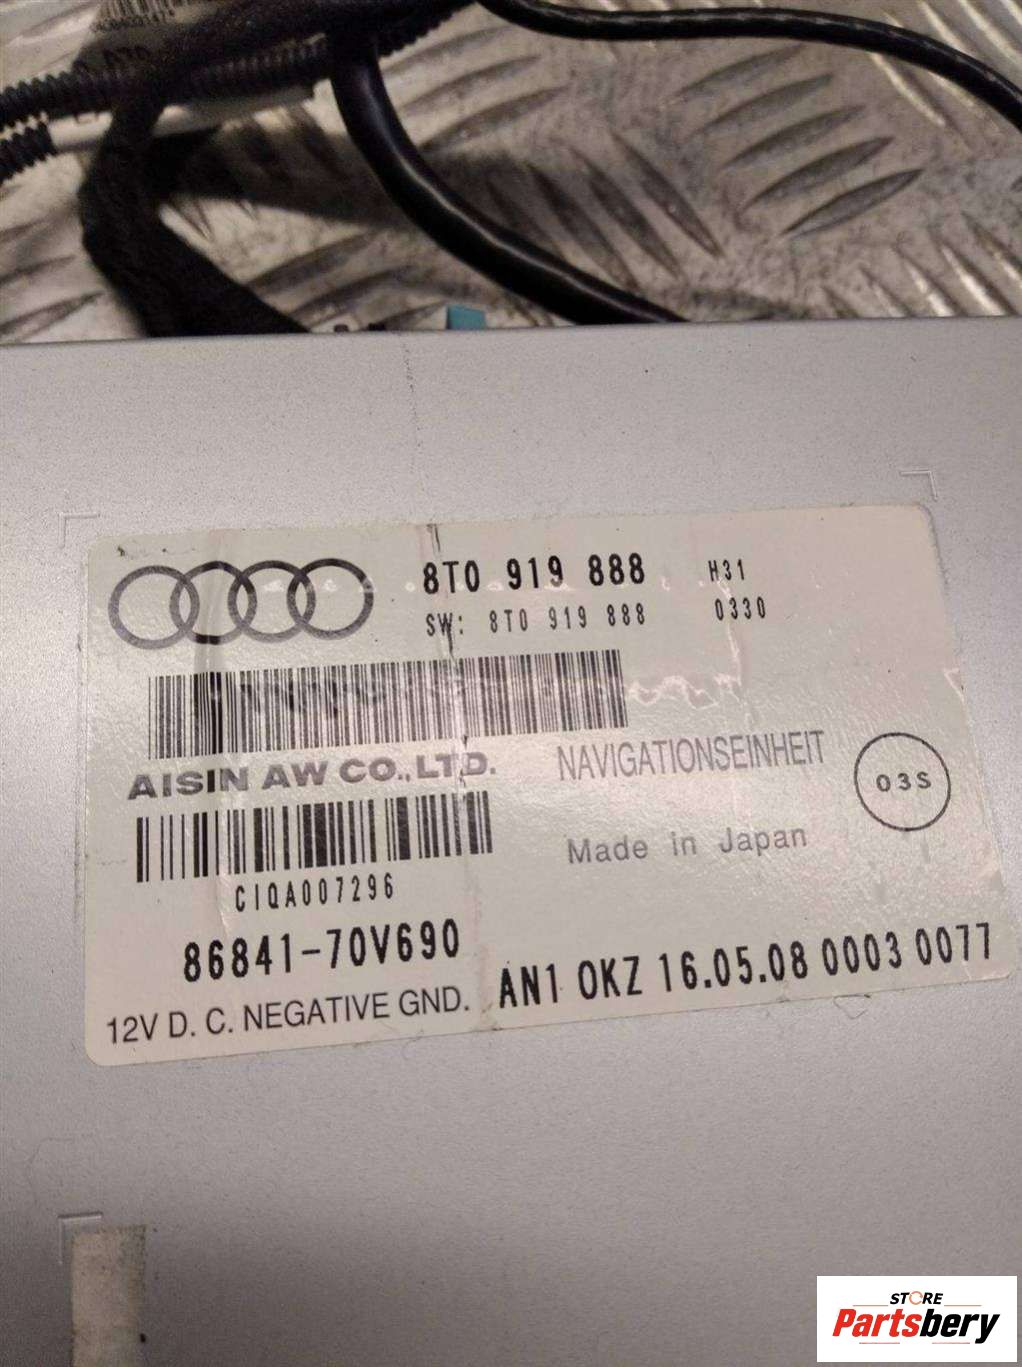 8T0 919 888 H31
SW: 8T0 919 888 0330
AISIN AW CO.,LTD.
NAVIGATIONSEINHEIT
03S
Made in Japan
CIQA007296
86841-70V690
12V D. C. NEGATIVE GND.
AN1 0KZ 16.05.08 0003 0077
STORE
Partsbery